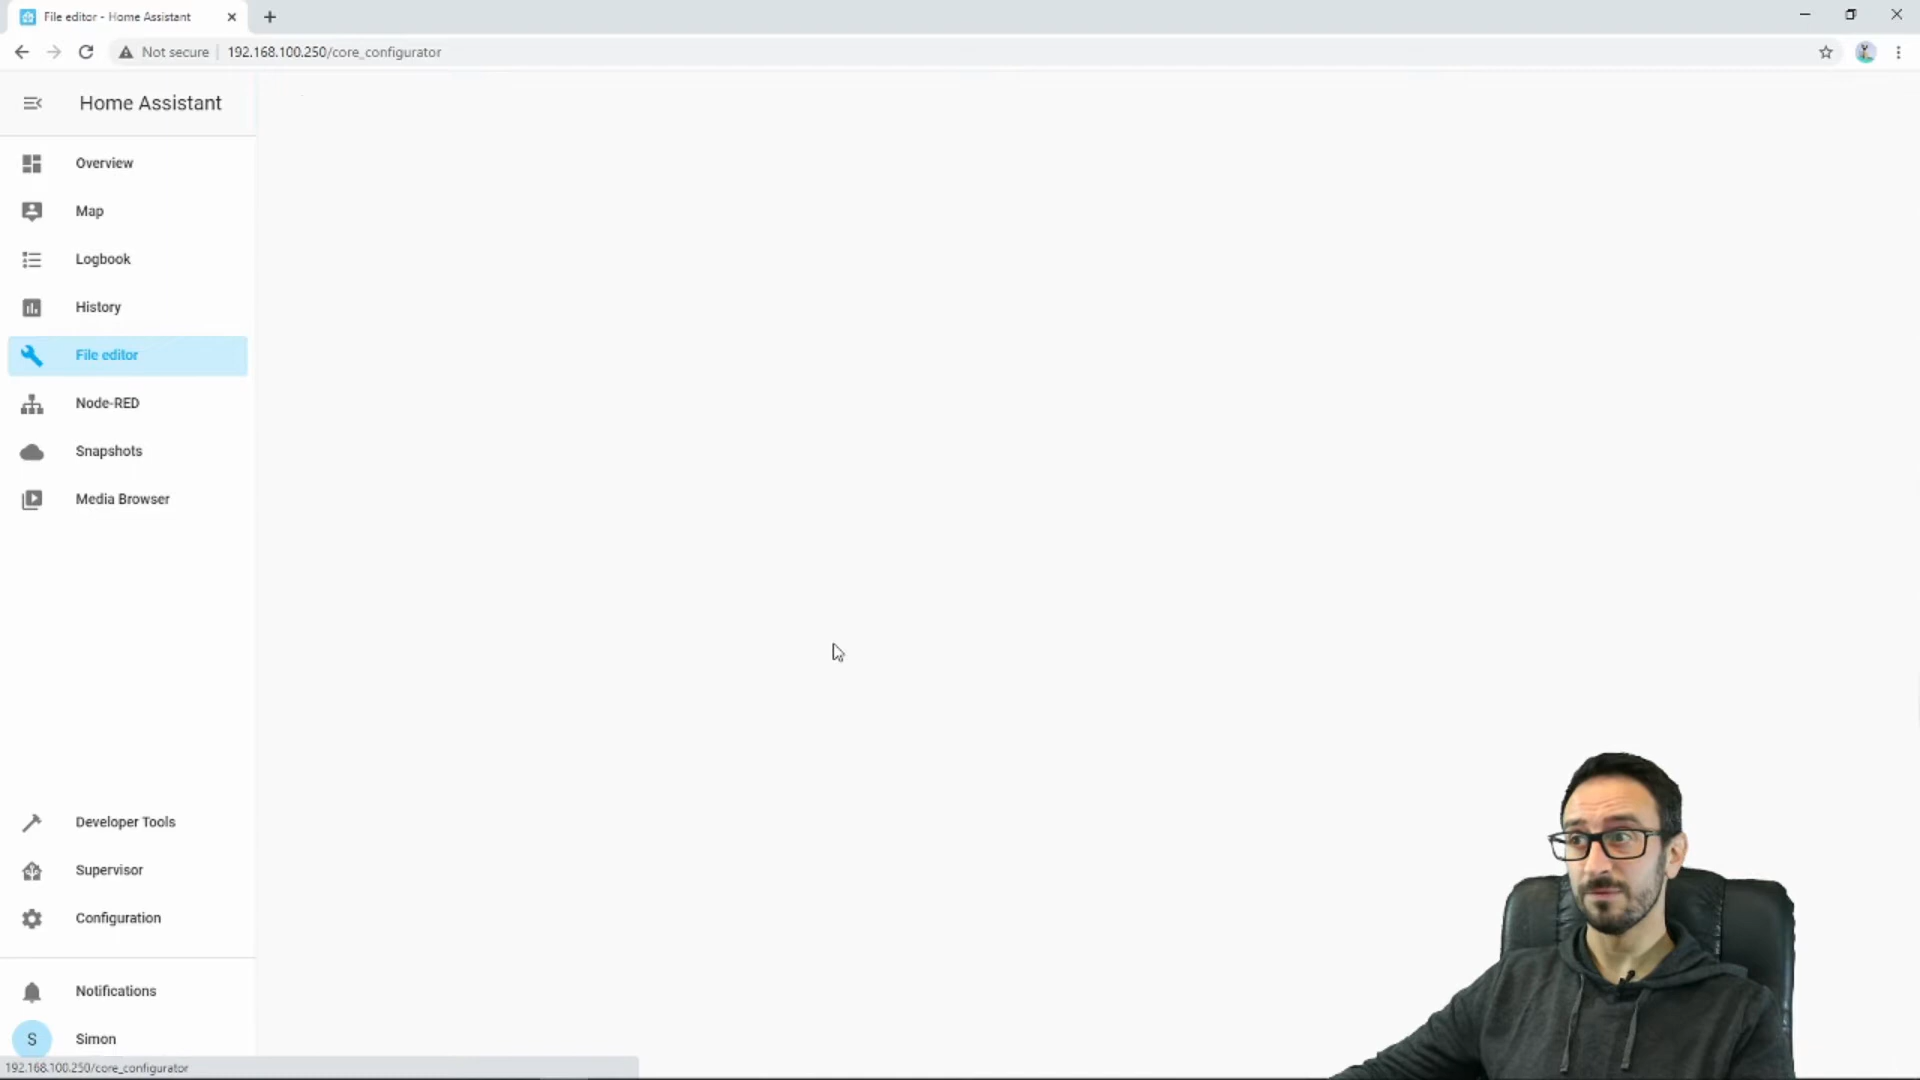 File editor - Home Assistant
Not secure
192.168.100.250/core_configurator
Home Assistant
Overview
Map
Logbook
History
File editor
Node-RED
Snapshots
Media Browser
Developer Tools
Supervisor
Configuration
Notifications
S
Simon
192.168.100.250/core_configurator